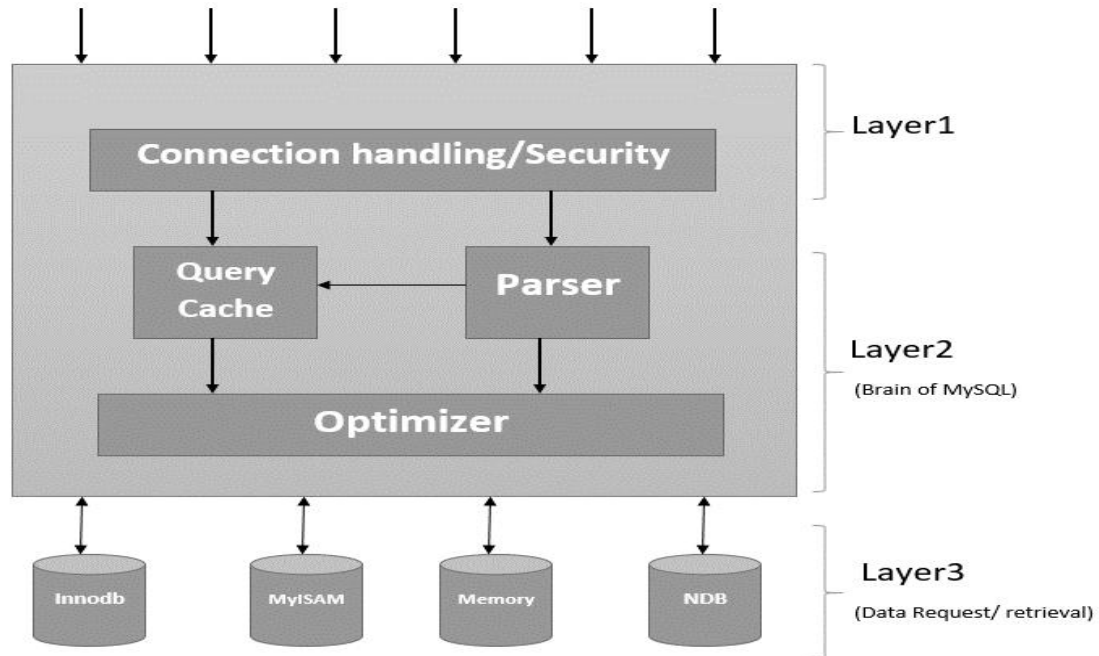 Layer1
Connection handling/Security
Query
Cache
Parser
Layer2
(Brain of MySQL)
Optimizer
Layer3
(Data Request/ retrieval)
Innodb
MyISAM
Memory
NDB